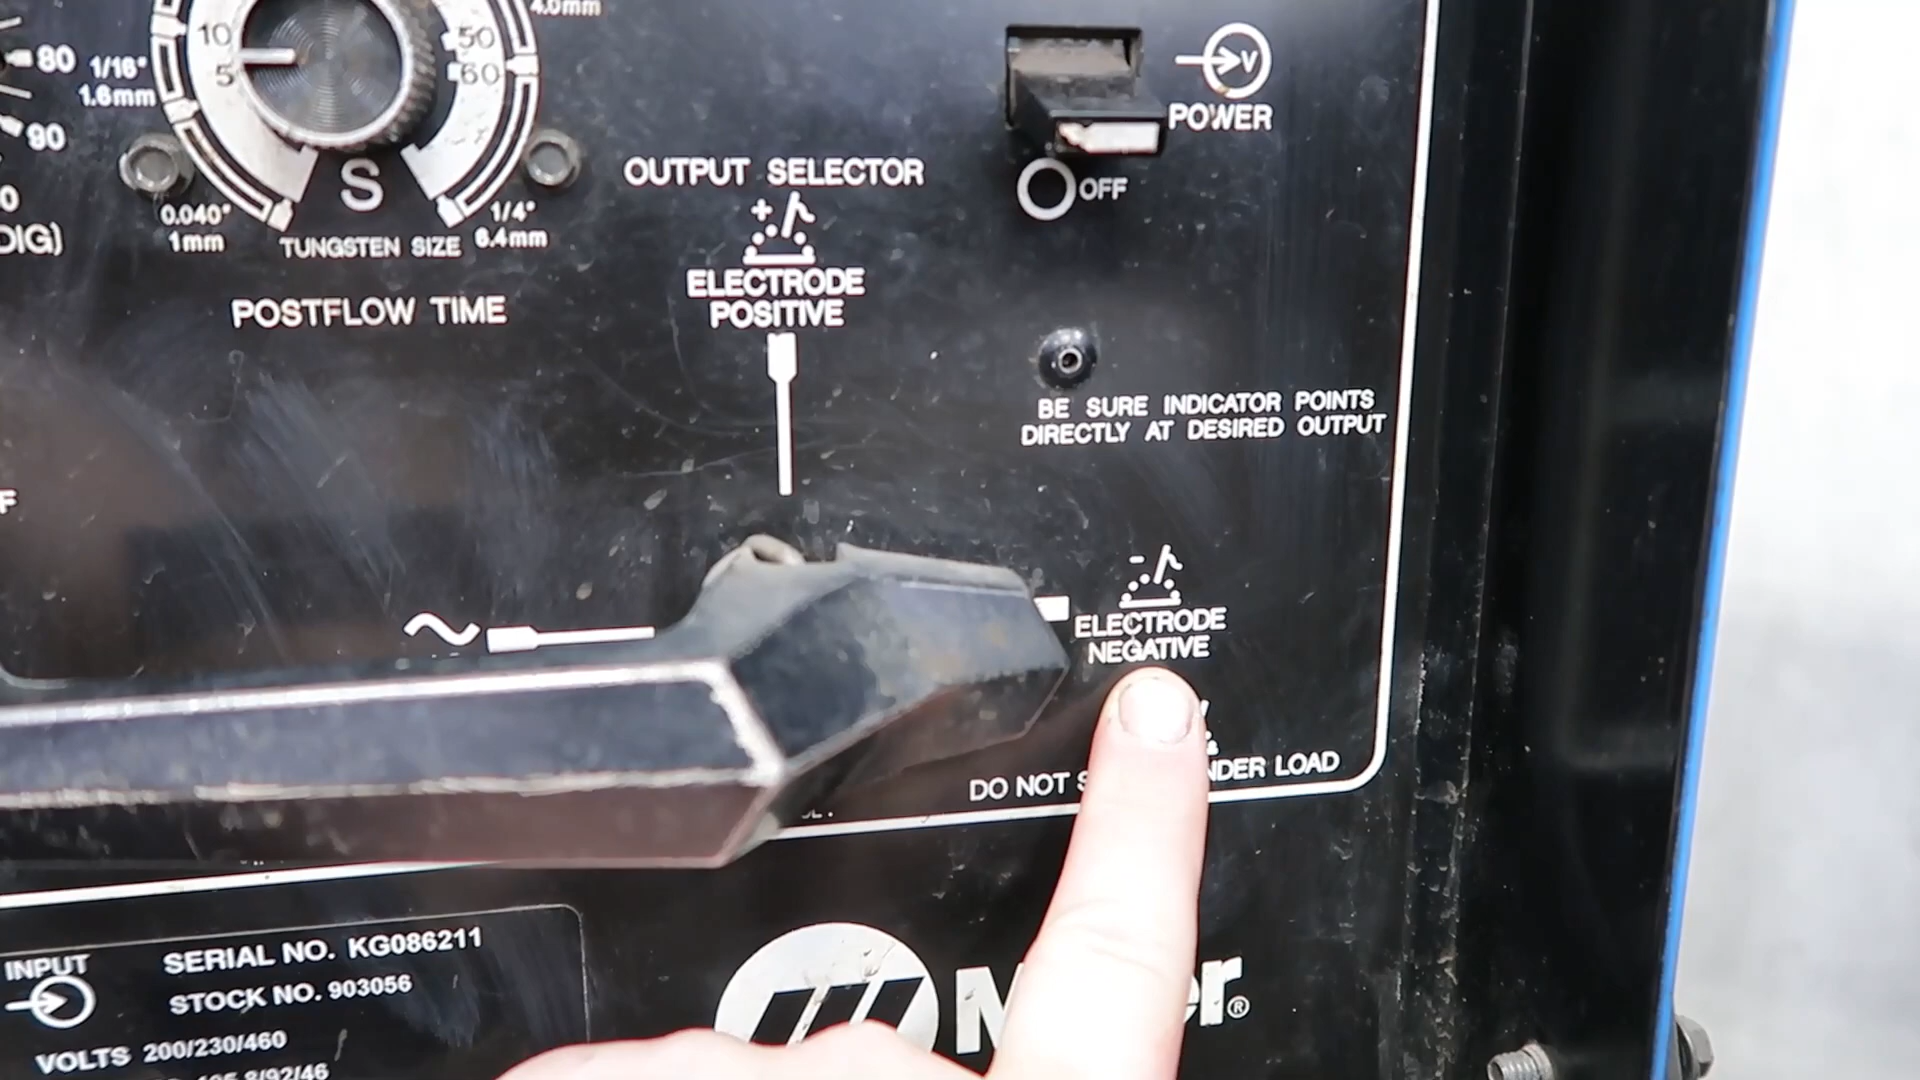 4.0mm
10
50
80
1/16"
5
60
1.6mm
POWER
90
OUTPUT SELECTOR
OFF
S
+
0.040"
1/4"
1mm
TUNGSTEN SIZE
6.4mm
DIG)
ELECTRODE
POSITIVE
POSTFLOW TIME
BE SURE INDICATOR POINTS
DIRECTLY AT DESIRED OUTPUT
-
~
ELECTRODE
NEGATIVE
DO NOT LOAD
INPUT
SERIAL NO. KG086211
STOCK NO. 903056
VOLTS 200/230/460